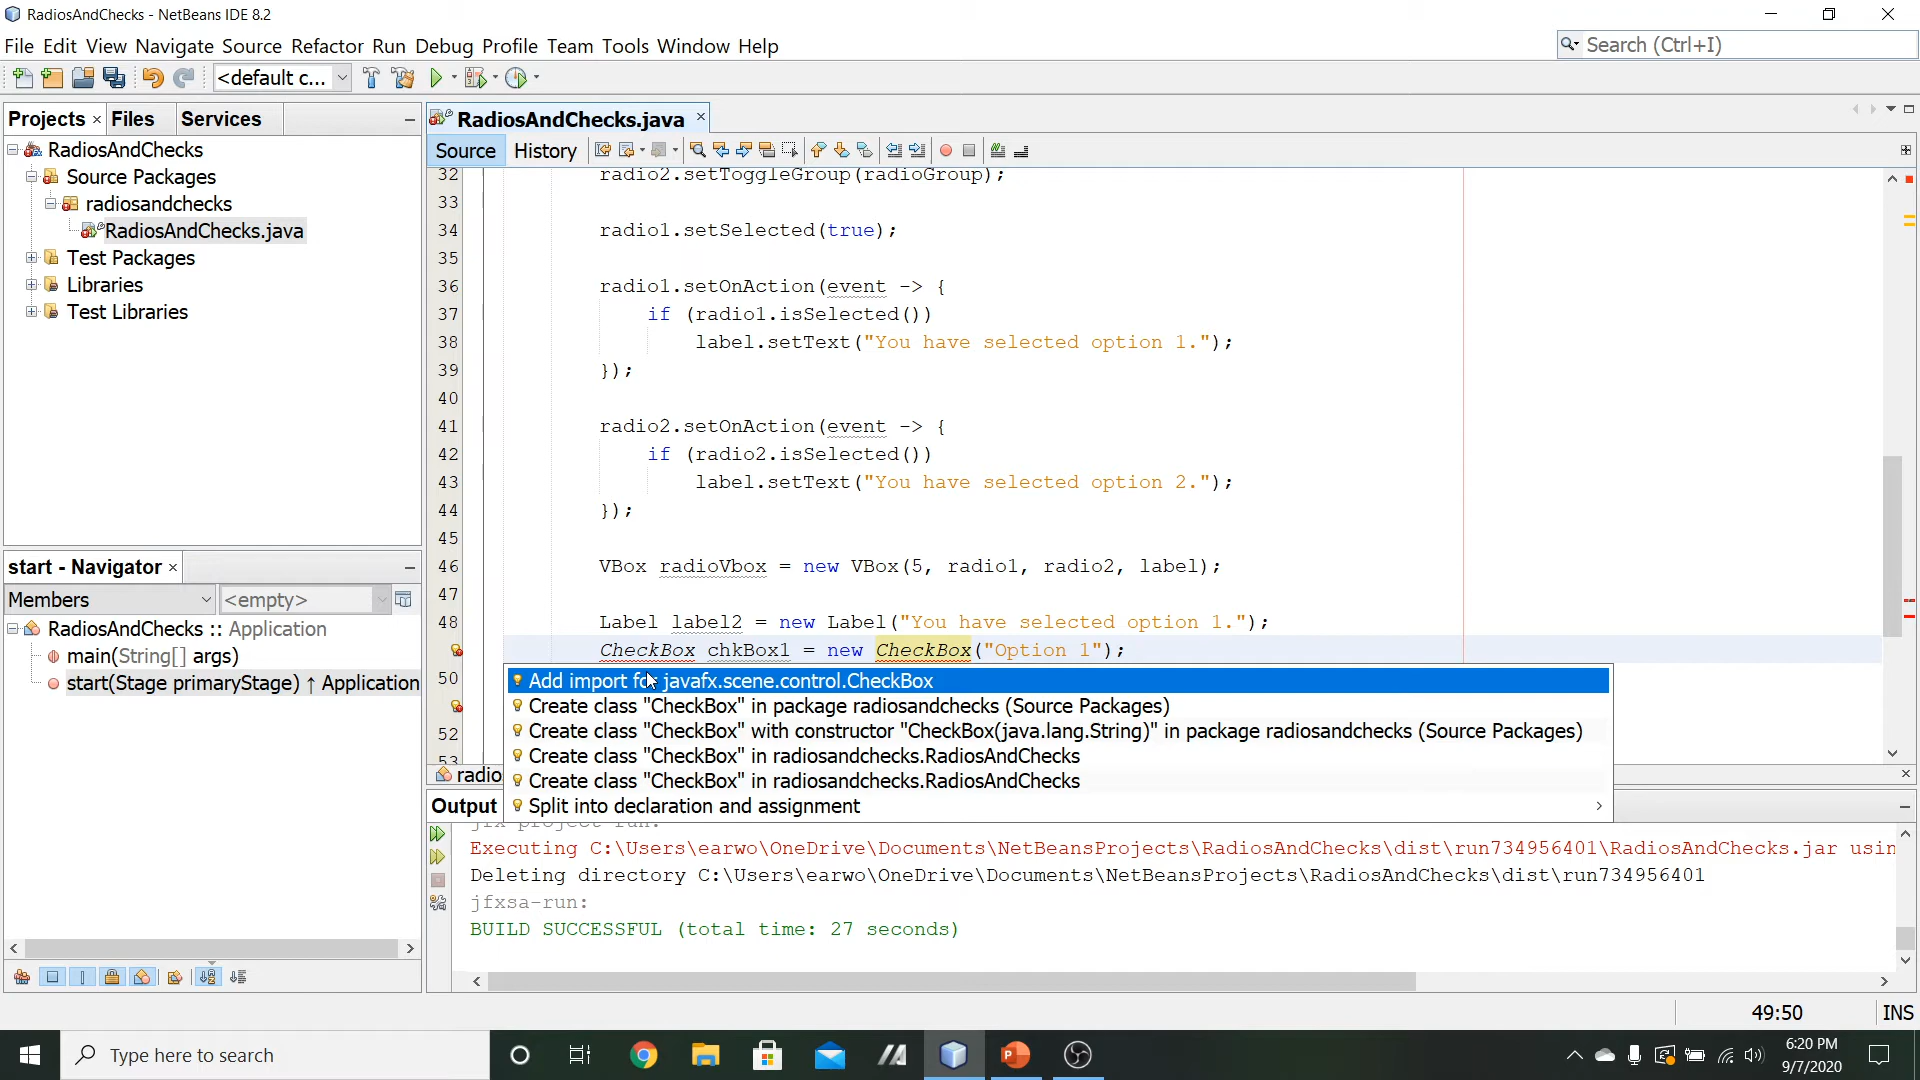 RadiosAndChecks - NetBeans IDE 8.2
File Edit View Navigate Source Refactor Run Debug Profile Team Tools Window Help
Search (Ctrl+I)
<default c...
Projects
Files
Services
RadiosAndChecks.java
Source
History
RadiosAndChecks
Source Packages
radiosandchecks
RadiosAndChecks.java
Test Packages
Libraries
Test Libraries
32 radio2.setToggleGroup(radioGroup);
33
34 radio1.setSelected(true);
35
36 radio1.setOnAction(event -> {
37 if (radio1.isSelected())
38 label.setText("You have selected option 1.");
39 });
40
41 radio2.setOnAction(event -> {
42 if (radio2.isSelected())
43 label.setText("You have selected option 2.");
44 });
45
46 VBox radioVbox = new VBox(5, radio1, radio2, label);
47
48 Label label2 = new Label("You have selected option 1.");
CheckBox chkBox1 = new CheckBox("Option 1");
50
52
53
Add import for javafx.scene.control.CheckBox
Create class "CheckBox" in package radiosandchecks (Source Packages)
Create class "CheckBox" with constructor "CheckBox(java.lang.String)" in package radiosandchecks (Source Packages)
Create class "CheckBox" in radiosandchecks.RadiosAndChecks
Create class "CheckBox" in radiosandchecks.RadiosAndChecks
Split into declaration and assignment
radio
start - Navigator
Members
<empty>
RadiosAndChecks :: Application
main(String[] args)
start(Stage primaryStage) ↑ Application
Output
jfx-project-run:
Executing C:\Users\earwo\OneDrive\Documents\NetBeansProjects\RadiosAndChecks\dist\run734956401\RadiosAndChecks.jar usin
Deleting directory C:\Users\earwo\OneDrive\Documents\NetBeansProjects\RadiosAndChecks\dist\run734956401
jfxsa-run:
BUILD SUCCESSFUL (total time: 27 seconds)
49:50
INS
Type here to search
6:20 PM
9/7/2020